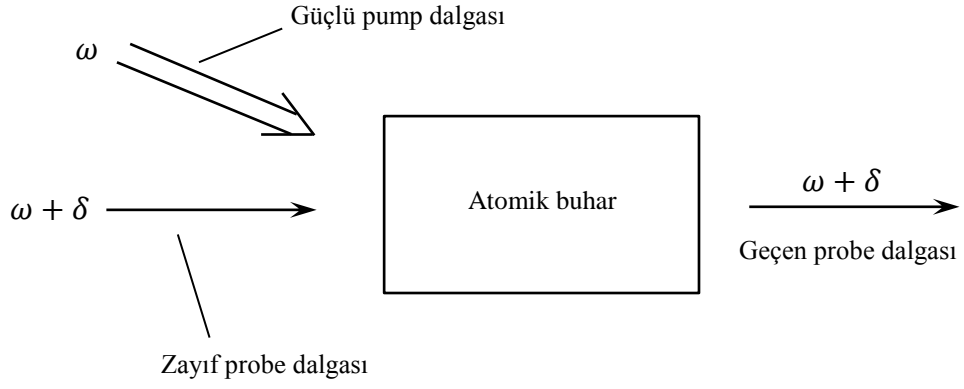 Güçlü pump dalgası
ω
ω + δ
Atomik buhar
ω + δ
Geçen probe dalgası
Zayıf probe dalgası